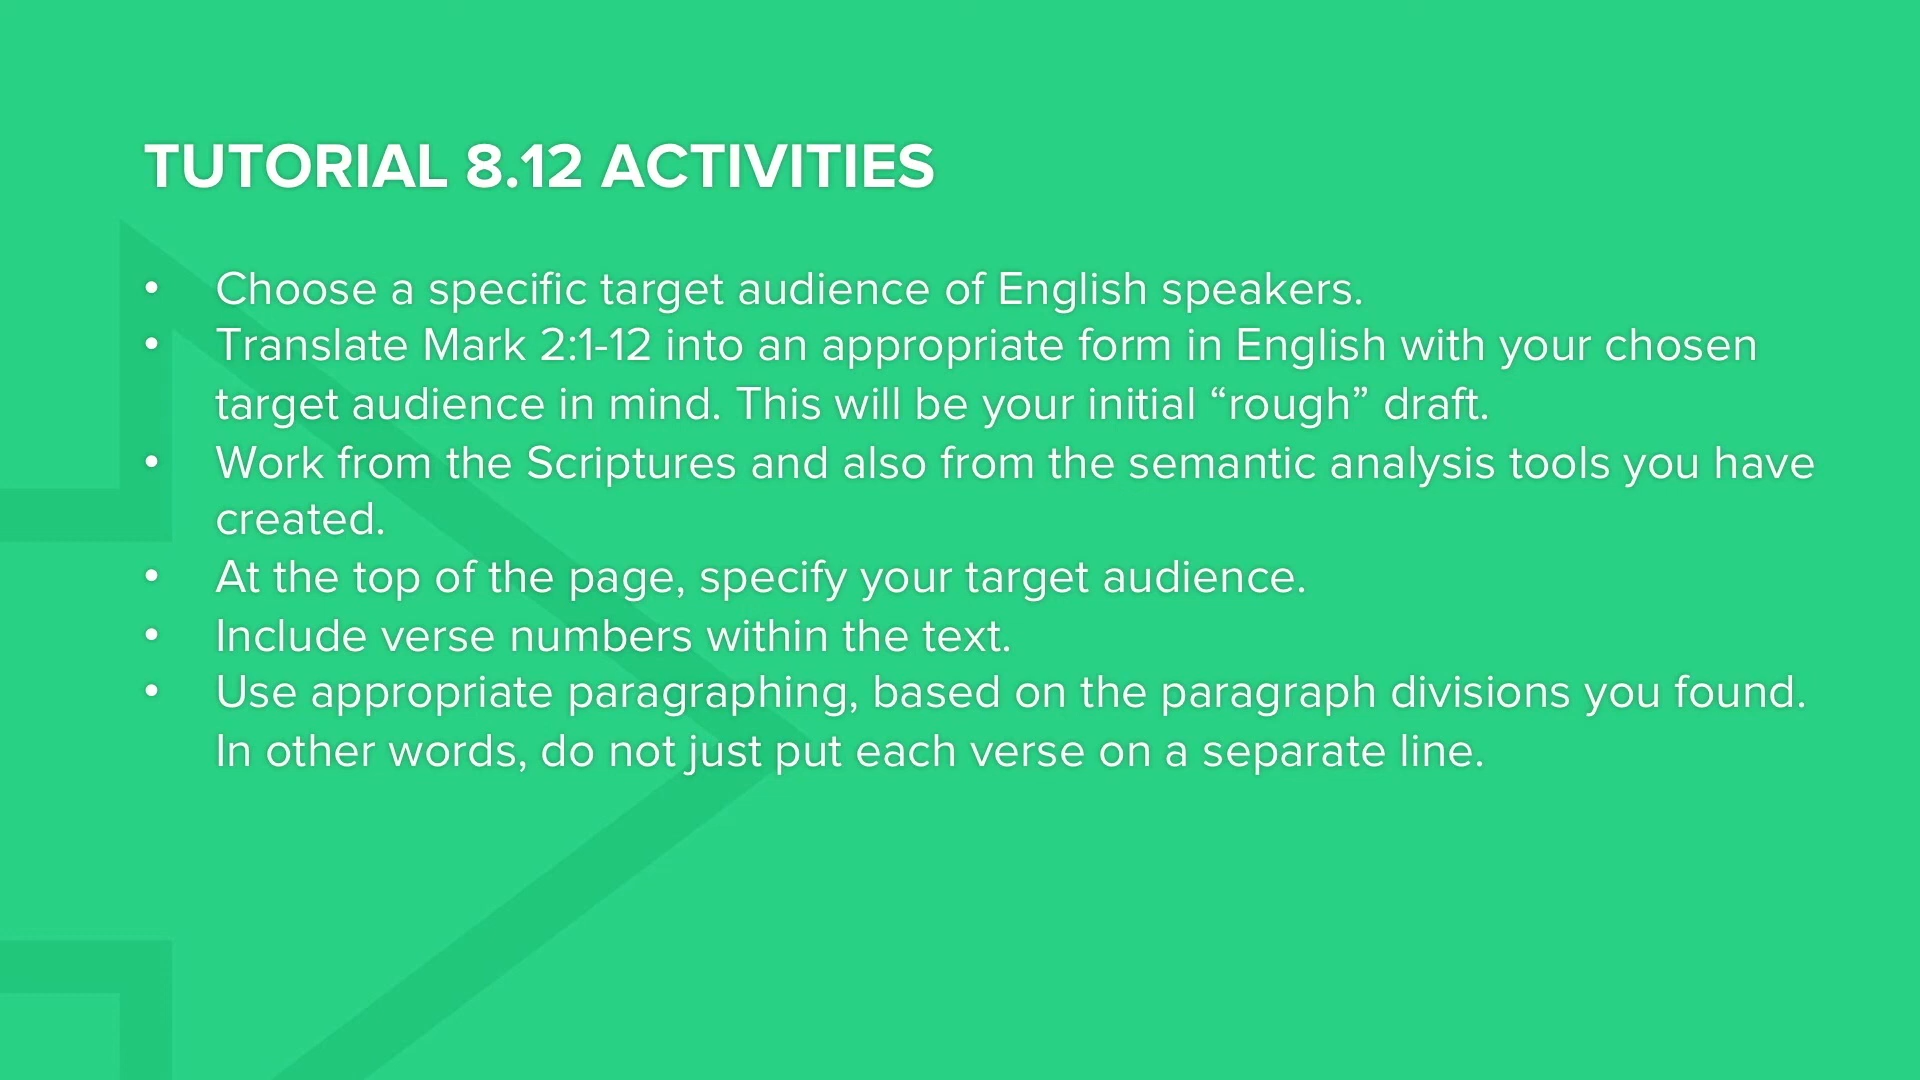 TUTORIAL 8.12 ACTIVITIES
• Choose a specific target audience of English speakers.
• Translate Mark 2:1-12 into an appropriate form in English with your chosen
target audience in mind. This will be your initial “rough” draft.
• Work from the Scriptures and also from the semantic analysis tools you have
created.
• At the top of the page, specify your target audience.
• Include verse numbers within the text.
• Use appropriate paragraphing, based on the paragraph divisions you found.
In other words, do not just put each verse on a separate line.